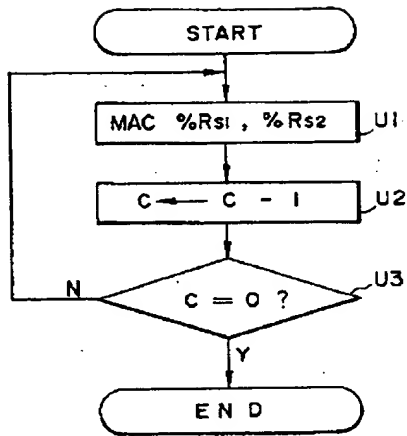 START
MAC %Rs1 , %Rs2
U1
C ← C - 1
U2
C = 0 ?
U3
N
Y
END